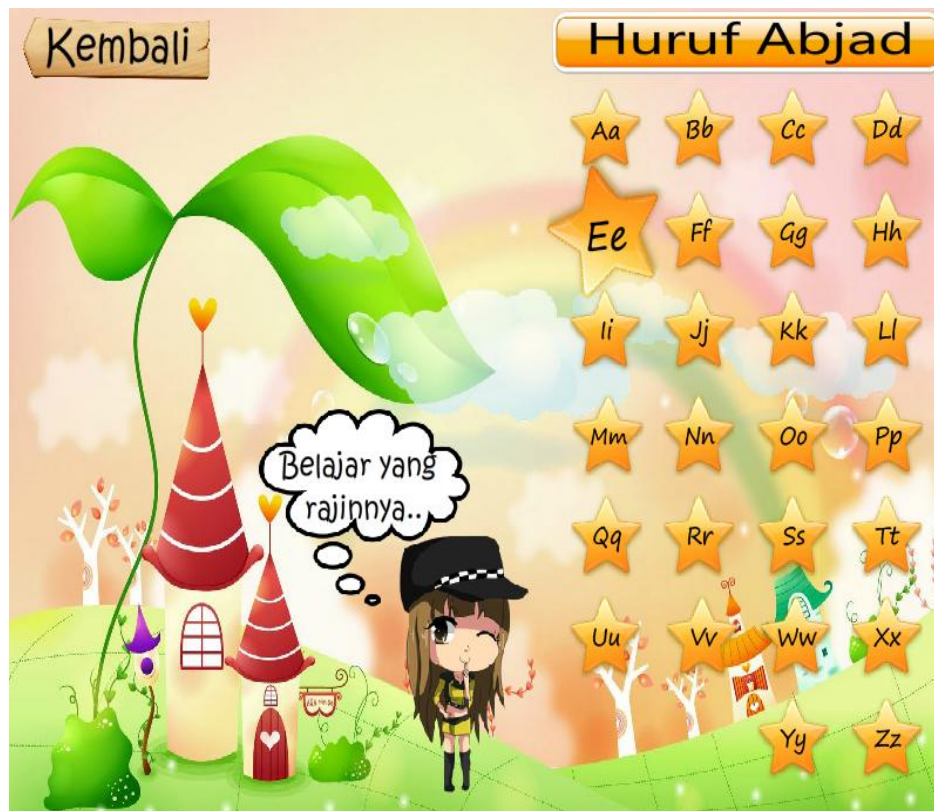 Kembali
Huruf Abjad
Aa Bb Cc Dd
Ee Ff Gg Hh
Ii Jj Kk Ll
Mm Nn Oo Pp
Qq Rr Ss Tt
Uu Vv Ww Xx
Yy Zz
Belajar yang
rajinnya..